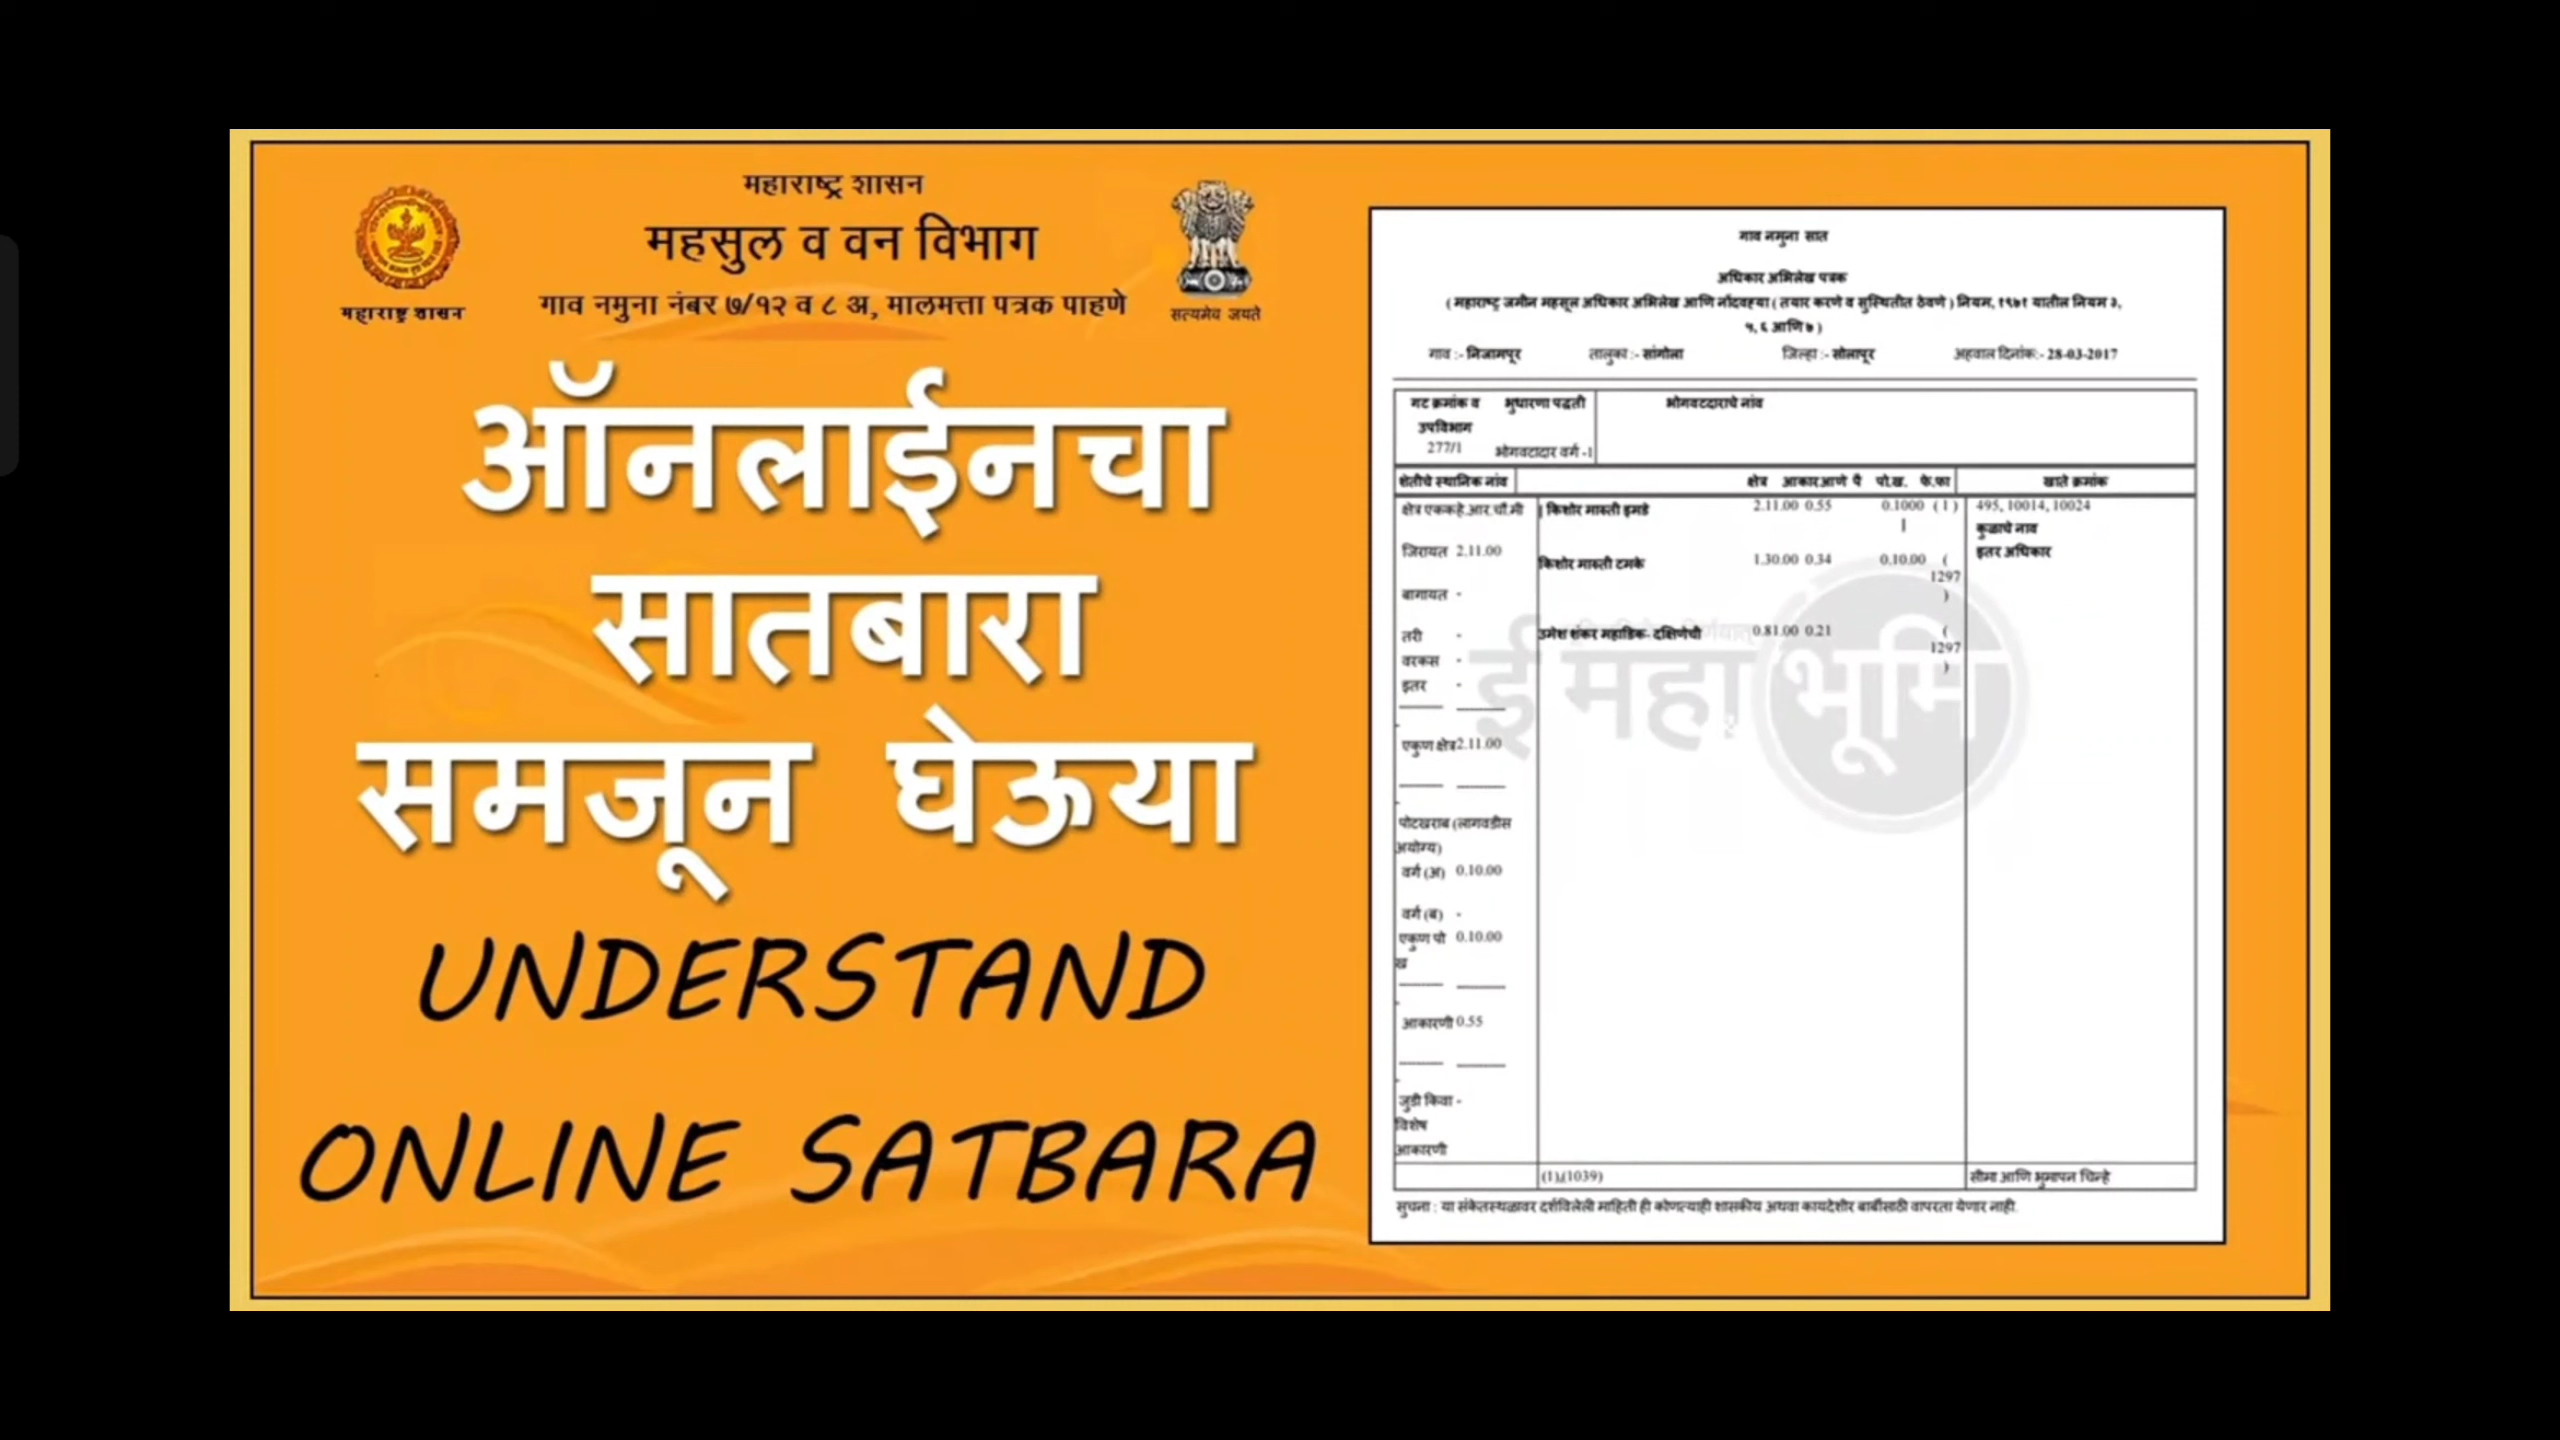 महाराष्ट्र शासन
महसुल व वन विभाग
गाव नमुना नंबर ७/१२ व ८ अ, मालमत्ता पत्रक पाहणे
महाराष्ट्र शासन
सत्यमेव जयते
ऑनलाईनचा
सातबारा
समजून घेऊया
UNDERSTAND
ONLINE SATBARA
गाव नमुना सात
अधिकार अभिलेख पत्रक
( महाराष्ट्र जमीन महसूल अधिकार अभिलेख आणि नोंदवह्या ( तयार करणे व सुस्थितीत ठेवणे ) नियम, १९७१ यातील नियम ३,
५, ६ आणि ७ )
गाव :- निजामपूर तालुका :- सांगोला जिल्हा :- सोलापूर अहवाल दिनांक:- 28-03-2017
गट क्रमांक व भुधारणा पद्धती भोगवटदाराचे नांव
उपविभाग
277/1 भोगवटादार वर्ग -1
शेतीचे स्थानिक नांव क्षेत्र आकार आणे पै पो.ख. फे.फा खाते क्रमांक
क्षेत्र एकक हे.आर.चौ.मी किशोर मारुती इमडे 2.11.00 0.55 0.1000 ( 1 ) 495, 10014, 10024
कुळाचे नाव
जिरायत 2.11.00 इतर अधिकार
किशोर मारुती टमके 1.30.00 0.34 0.10.00 (
1297
)
बागायत -
तरी - उमेश शंकर महाडिक- दक्षिणेची 0.81.00 0.21 (
1297
)
वरकस -
इतर -
ई महाभूमि
एकुण क्षेत्र 2.11.00
पोटखराब (लागवडीस
अयोग्य)
वर्ग (अ) 0.10.00
वर्ग (ब) -
एकुण पो 0.10.00
ख
आकारणी 0.55
जुडी किंवा -
विशेष
आकारणी
(1),(1039) सीमा आणि भुमापन चिन्हे
सुचना : या संकेतस्थळावर दर्शविलेली माहिती ही कोणत्याही शासकीय अथवा कायदेशीर बाबींसाठी वापरता येणार नाही.